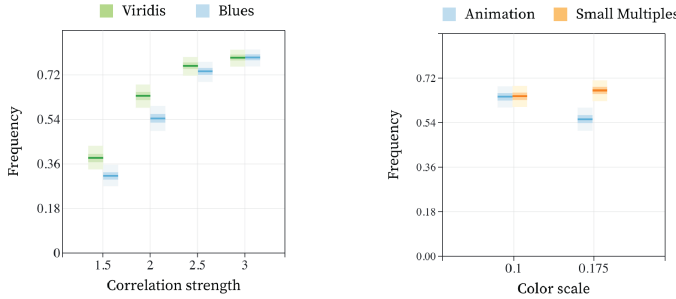 Viridis Blues
0.72
0.54
0.36
0.18
0
Frequency
1.5 2 2.5 3
Correlation strength
Animation Small Multiples
0.72
0.54
0.36
0.18
0.00
Frequency
0.1 0.175
Color scale